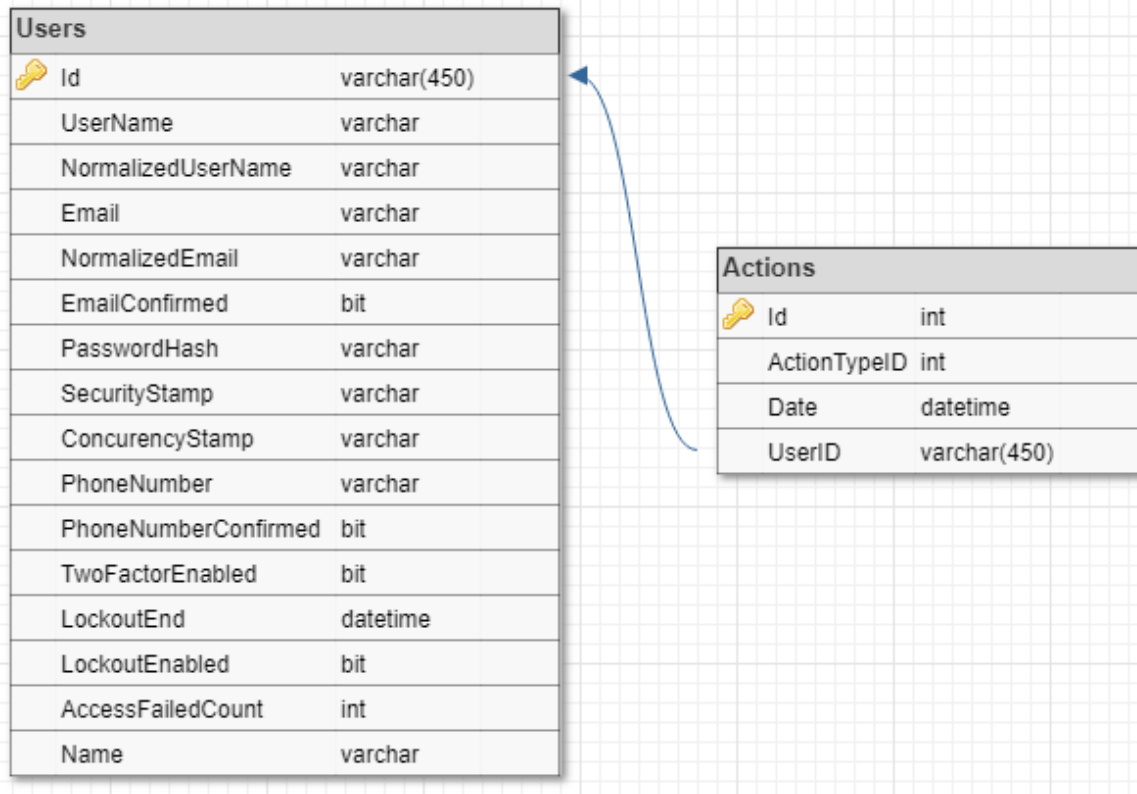 Users
Id varchar(450)
UserName varchar
NormalizedUserName varchar
Email varchar
NormalizedEmail varchar
EmailConfirmed bit
PasswordHash varchar
SecurityStamp varchar
ConcurencyStamp varchar
PhoneNumber varchar
PhoneNumberConfirmed bit
TwoFactorEnabled bit
LockoutEnd datetime
LockoutEnabled bit
AccessFailedCount int
Name varchar
Actions
Id int
ActionTypeID int
Date datetime
UserID varchar(450)